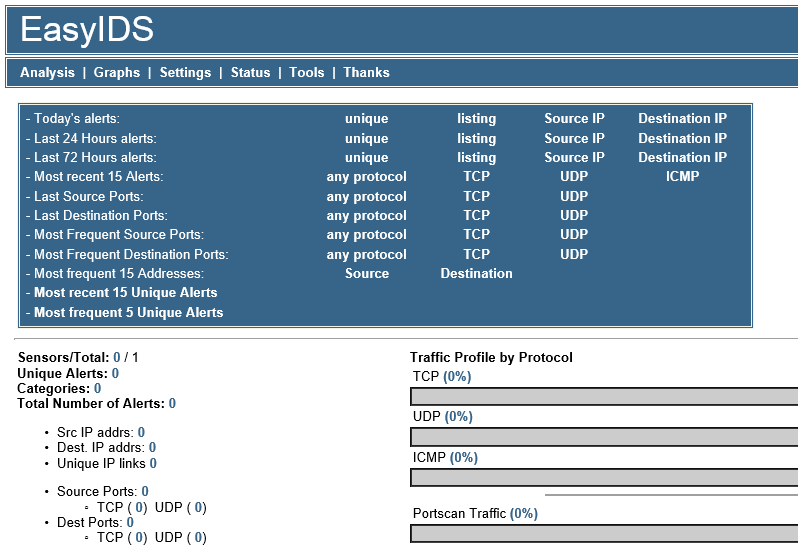 EasyIDS
Analysis | Graphs | Settings | Status | Tools | Thanks
- Today's alerts: unique listing Source IP Destination IP
- Last 24 Hours alerts: unique listing Source IP Destination IP
- Last 72 Hours alerts: unique listing Source IP Destination IP
- Most recent 15 Alerts: any protocol TCP UDP ICMP
- Last Source Ports: any protocol TCP UDP
- Last Destination Ports: any protocol TCP UDP
- Most Frequent Source Ports: any protocol TCP UDP
- Most Frequent Destination Ports: any protocol TCP UDP
- Most frequent 15 Addresses: Source Destination
- Most recent 15 Unique Alerts
- Most frequent 5 Unique Alerts
Sensors/Total: 0 / 1
Unique Alerts: 0
Categories: 0
Total Number of Alerts: 0
• Src IP addrs: 0
• Dest. IP addrs: 0
• Unique IP links 0
• Source Ports: 0
◦ TCP ( 0) UDP ( 0)
• Dest Ports: 0
◦ TCP ( 0) UDP ( 0)
Traffic Profile by Protocol
TCP (0%)
UDP (0%)
ICMP (0%)
Portscan Traffic (0%)